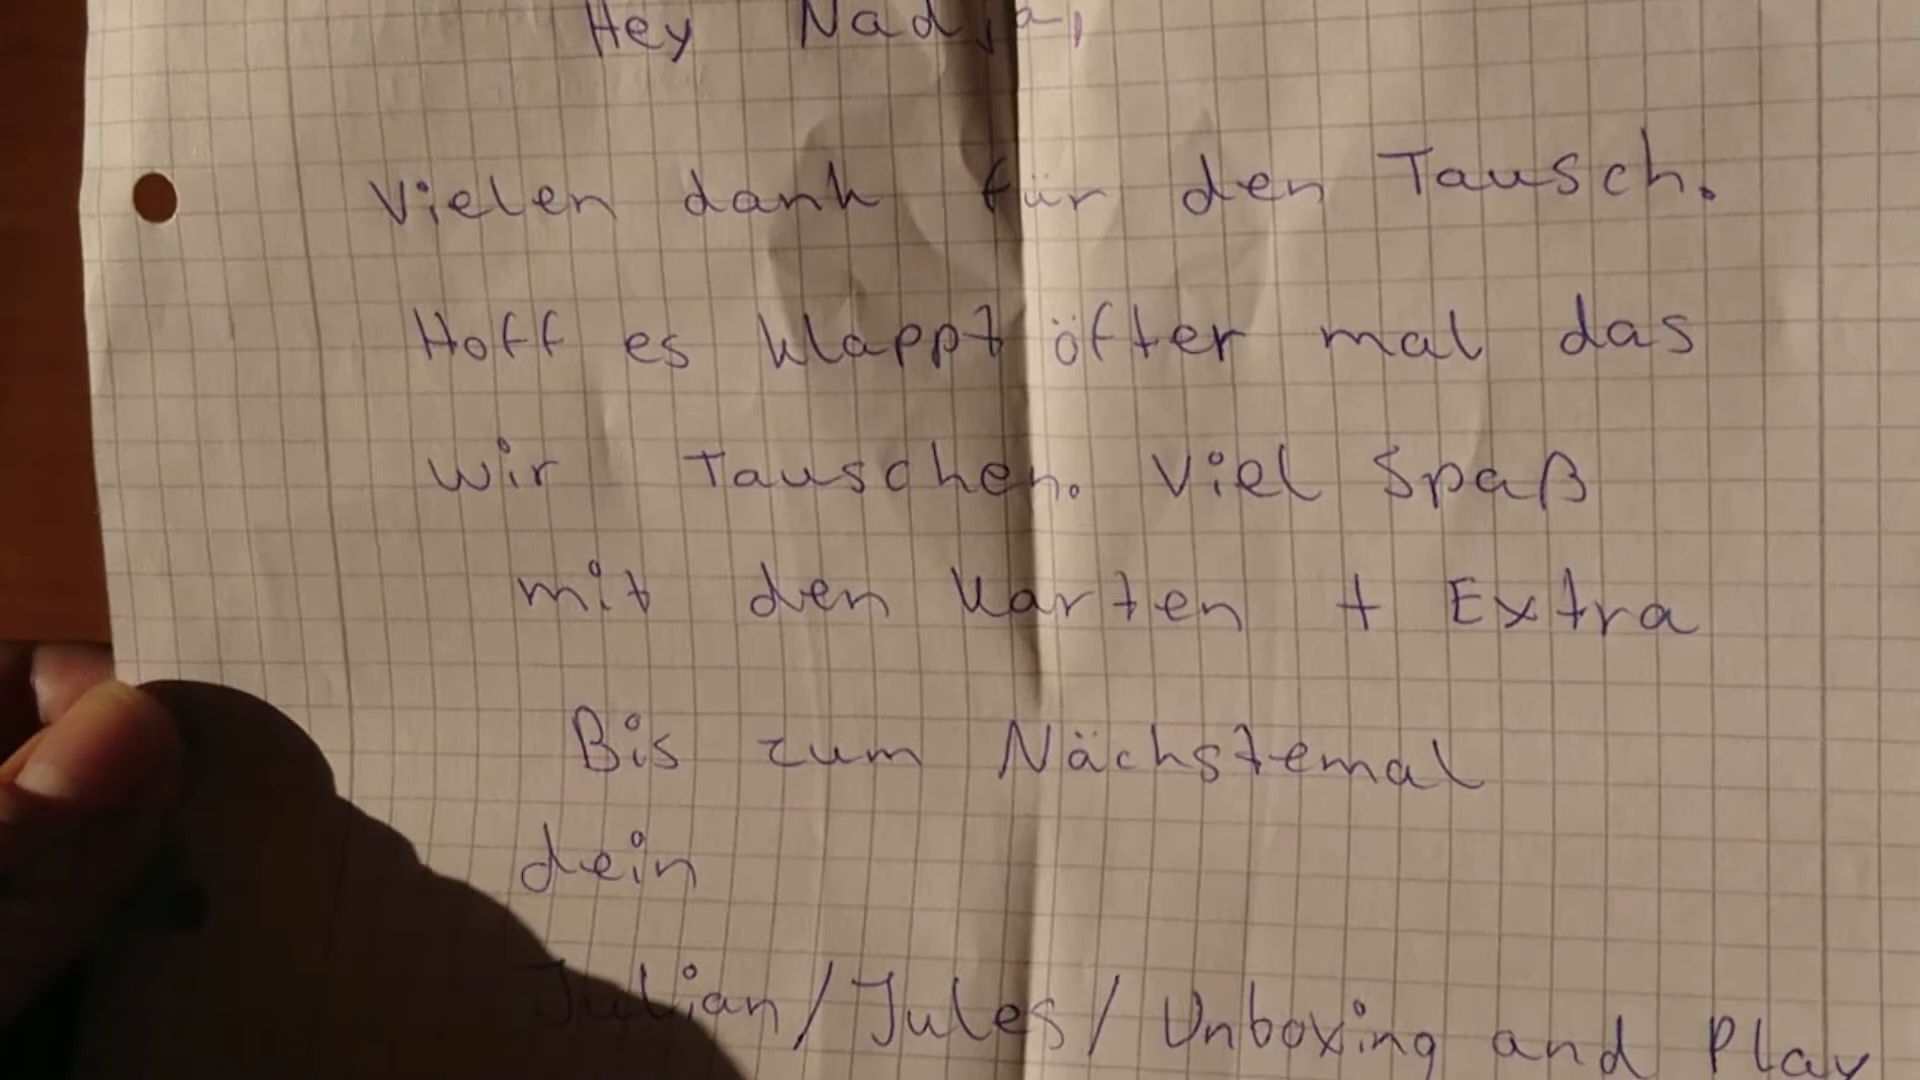 Hey Nadja,
Vielen dank für den Tausch.
Hoff es klappt öfter mal das
wir Tauschen. Viel Spaß
mit den Karten + Extra
Bis zum Nächstemal
dein
Julian/Jules/Unboxing and Play